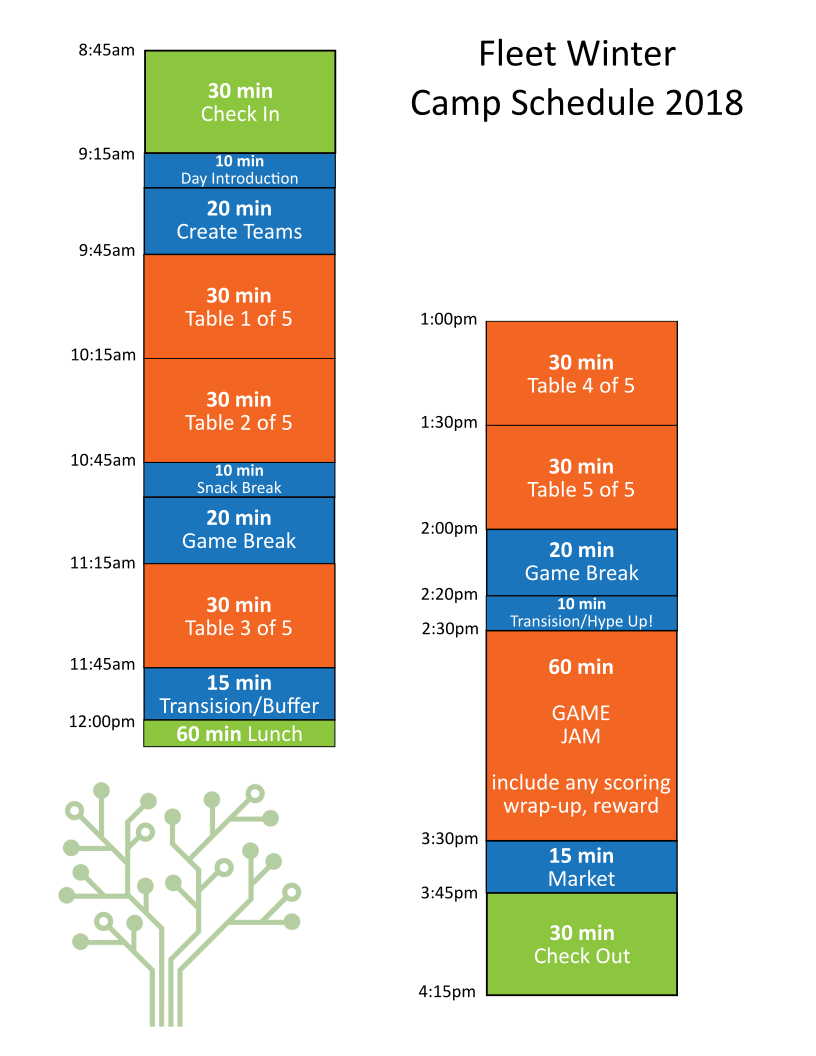 Fleet Winter
Camp Schedule 2018
8:45am
30 min
Check In
9:15am
10 min
Day Introduction
20 min
Create Teams
9:45am
30 min
Table 1 of 5
10:15am
30 min
Table 2 of 5
10:45am
10 min
Snack Break
20 min
Game Break
11:15am
30 min
Table 3 of 5
11:45am
15 min
Transision/Buffer
12:00pm
60 min Lunch
1:00pm
30 min
Table 4 of 5
1:30pm
30 min
Table 5 of 5
2:00pm
20 min
Game Break
2:20pm
10 min
Transision/Hype Up!
2:30pm
60 min
GAME
JAM
include any scoring
wrap-up, reward
3:30pm
15 min
Market
3:45pm
30 min
Check Out
4:15pm